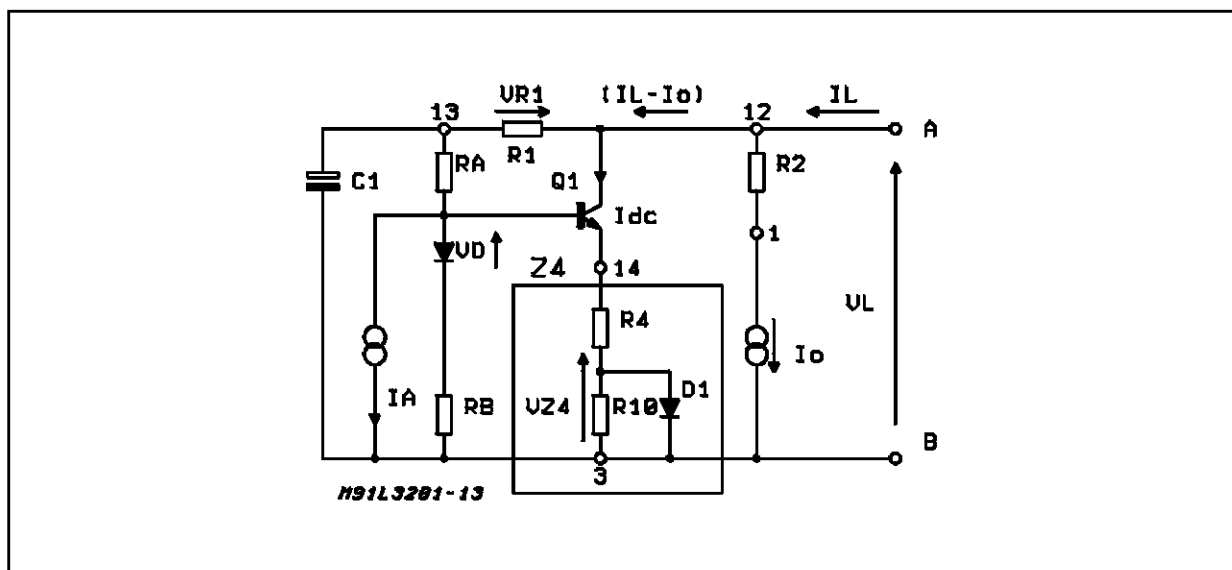 VR1 (IL-Io) IL
13 12 A
R1
RA R2
C1 Q1
Idc
1
VD
Z4 14
R4 VL
Io
D1
IA RB VZ4 R10
B
3
M91L3281-13